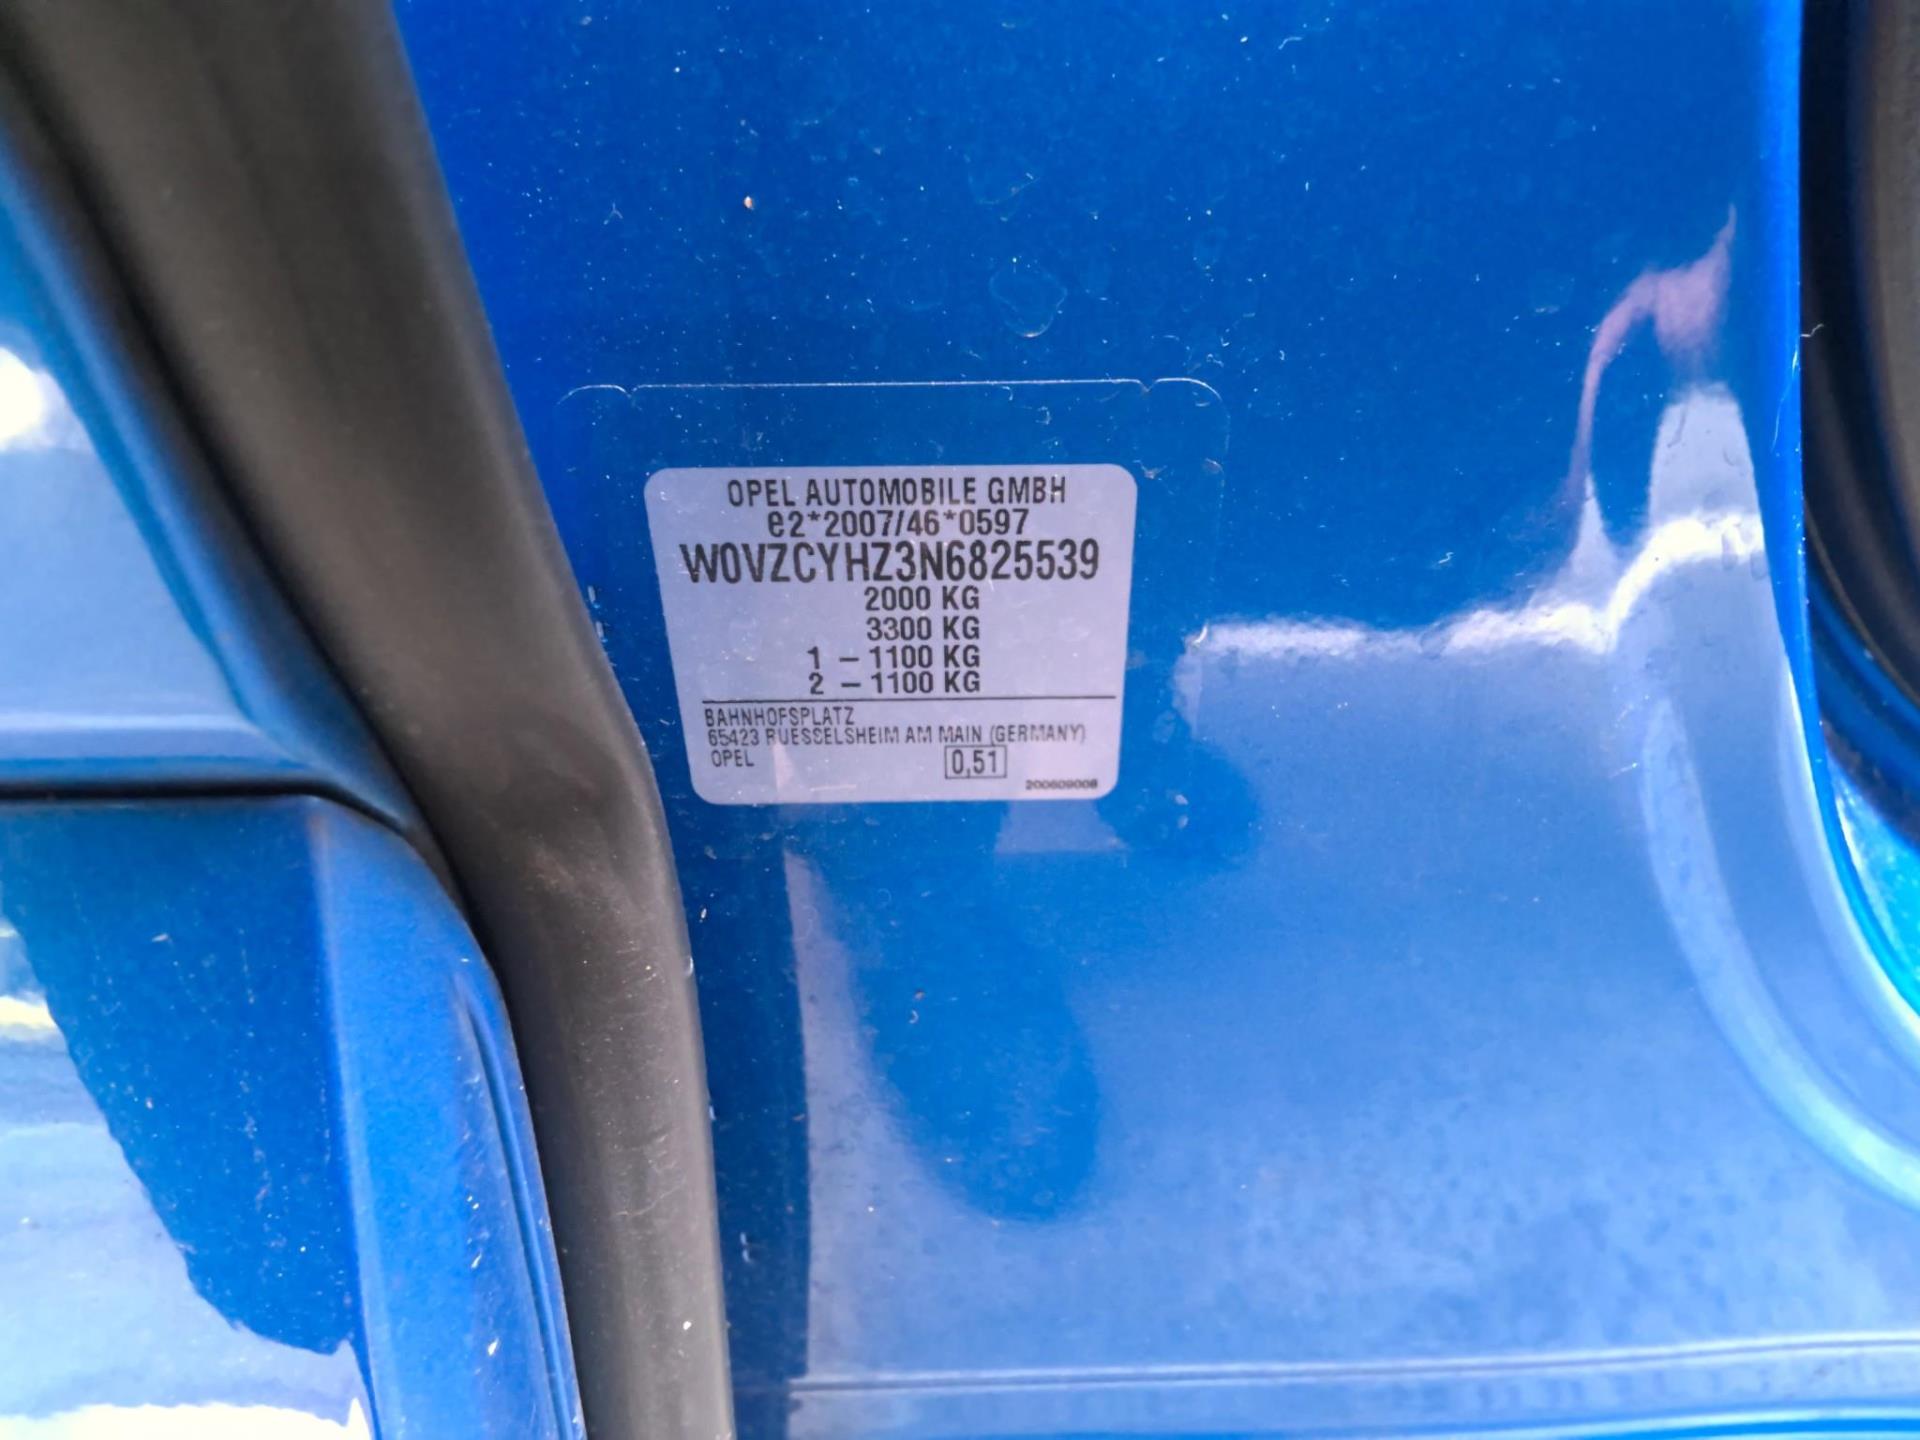 OPEL AUTOMOBILE GMBH
e2*2007/46*0597
W0VZCYHZ3N6825539
2000 KG
3300 KG
1 – 1100 KG
2 – 1100 KG
BAHNHOFSPLATZ
65423 RUESSELSHEIM AM MAIN (GERMANY)
OPEL 0,51
200609008